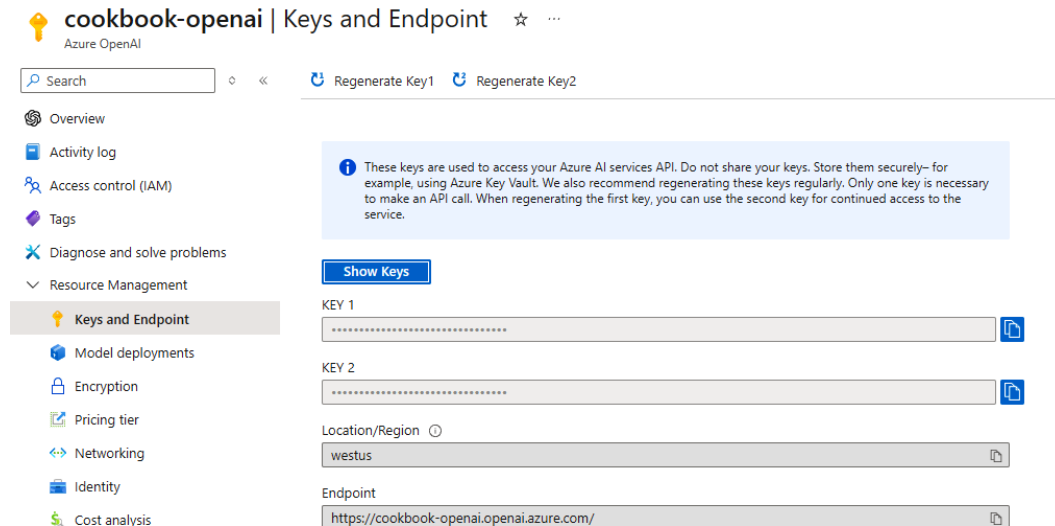 cookbook-openai | Keys and Endpoint
Azure OpenAI
Search
Regenerate Key1 Regenerate Key2
Overview
Activity log
Access control (IAM)
Tags
Diagnose and solve problems
Resource Management
Keys and Endpoint
Model deployments
Encryption
Pricing tier
Networking
Identity
Cost analysis
These keys are used to access your Azure AI services API. Do not share your keys. Store them securely– for
example, using Azure Key Vault. We also recommend regenerating these keys regularly. Only one key is necessary
to make an API call. When regenerating the first key, you can use the second key for continued access to the
service.
Show Keys
KEY 1
KEY 2
Location/Region
westus
Endpoint
https://cookbook-openai.openai.azure.com/